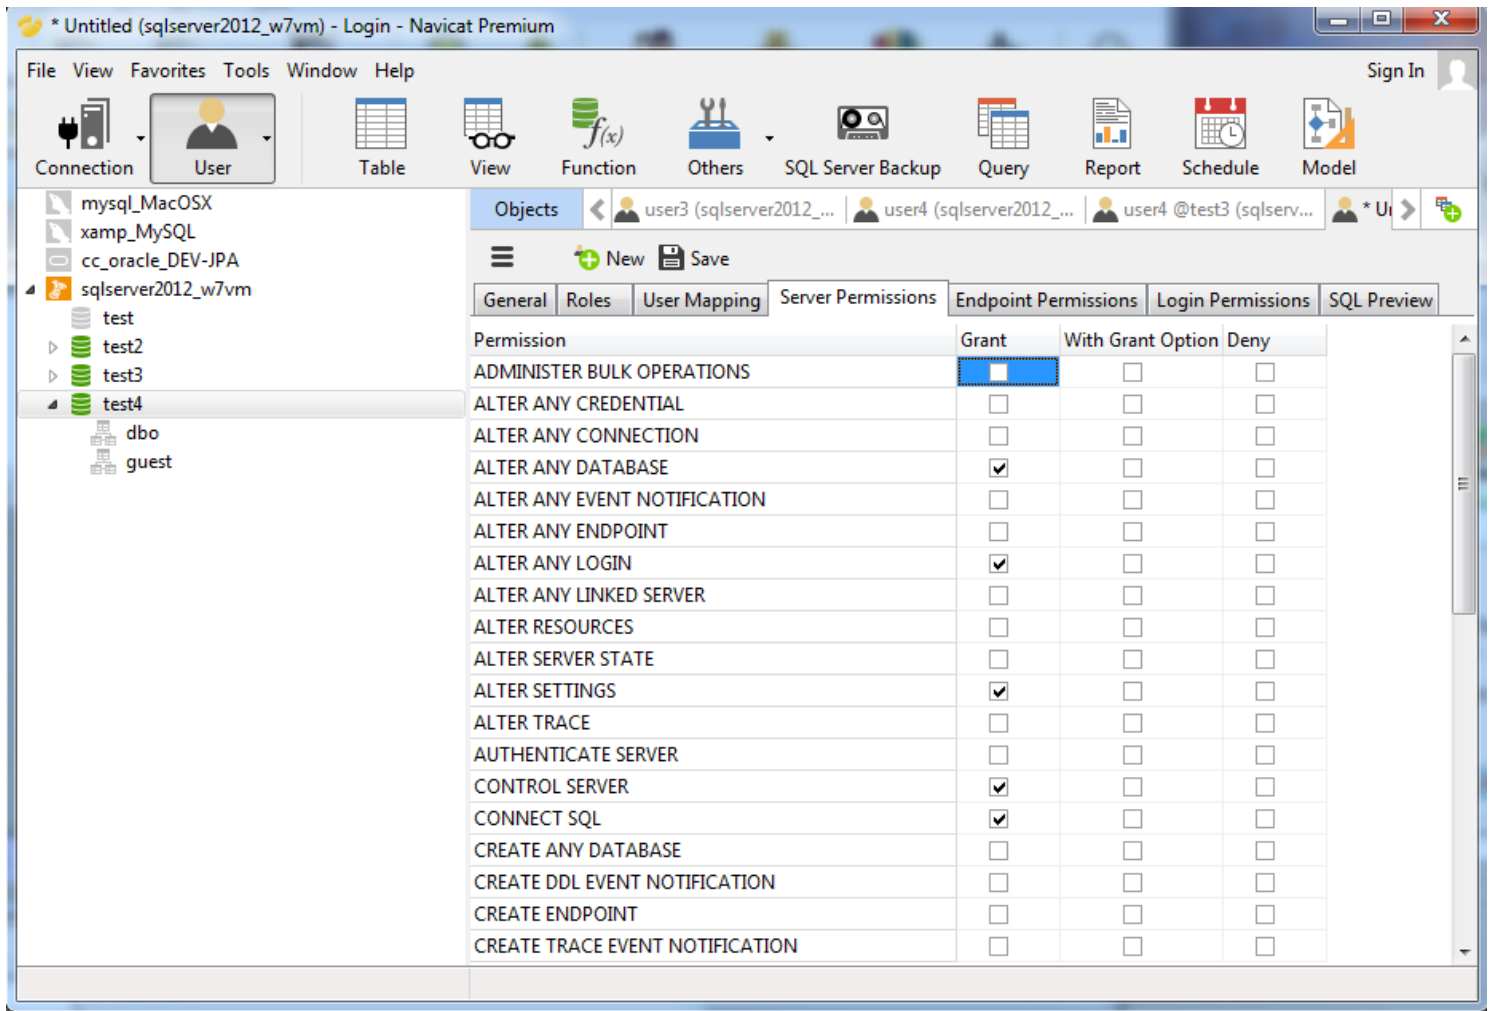 * Untitled (sqlserver2012_w7vm) - Login - Navicat Premium
File View Favorites Tools Window Help Sign In
Connection User Table View Function Others SQL Server Backup Query Report Schedule Model
f(x)
mysql_MacOSX
xamp_MySQL
cc_oracle_DEV-JPA
sqlserver2012_w7vm
test
test2
test3
test4
dbo
guest
Objects user3 (sqlserver2012_... user4 (sqlserver2012_... user4 @test3 (sqlserv... * Un
New Save
General Roles User Mapping Server Permissions Endpoint Permissions Login Permissions SQL Preview
Permission Grant With Grant Option Deny
ADMINISTER BULK OPERATIONS
ALTER ANY CREDENTIAL
ALTER ANY CONNECTION
ALTER ANY DATABASE
ALTER ANY EVENT NOTIFICATION
ALTER ANY ENDPOINT
ALTER ANY LOGIN
ALTER ANY LINKED SERVER
ALTER RESOURCES
ALTER SERVER STATE
ALTER SETTINGS
ALTER TRACE
AUTHENTICATE SERVER
CONTROL SERVER
CONNECT SQL
CREATE ANY DATABASE
CREATE DDL EVENT NOTIFICATION
CREATE ENDPOINT
CREATE TRACE EVENT NOTIFICATION